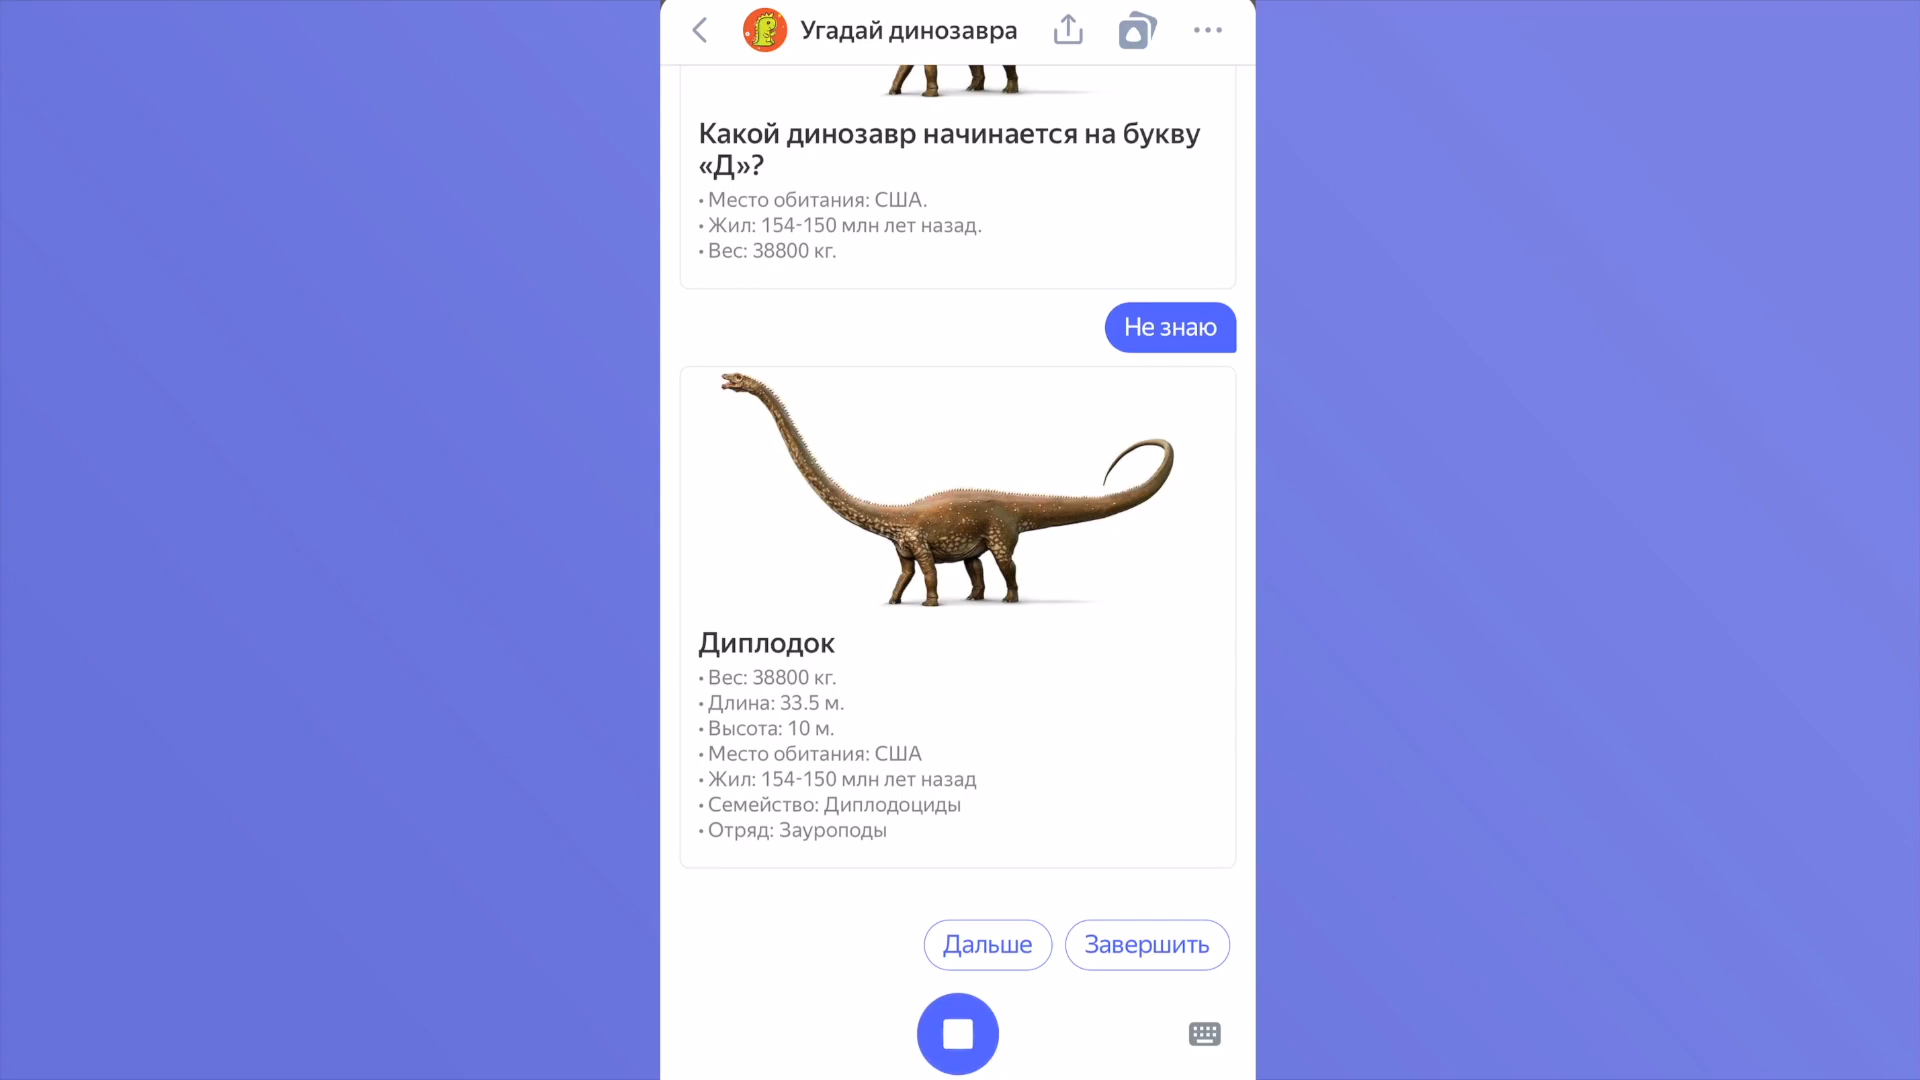 Угадай динозавра
Какой динозавр начинается на букву
«Д»?
• Место обитания: США.
• Жил: 154-150 млн лет назад.
• Вес: 38800 кг.
Не знаю
Диплодок
• Вес: 38800 кг.
• Длина: 33.5 м.
• Высота: 10 м.
• Место обитания: США
• Жил: 154-150 млн лет назад
• Семейство: Диплодоциды
• Отряд: Зауроподы
Дальше
Завершить